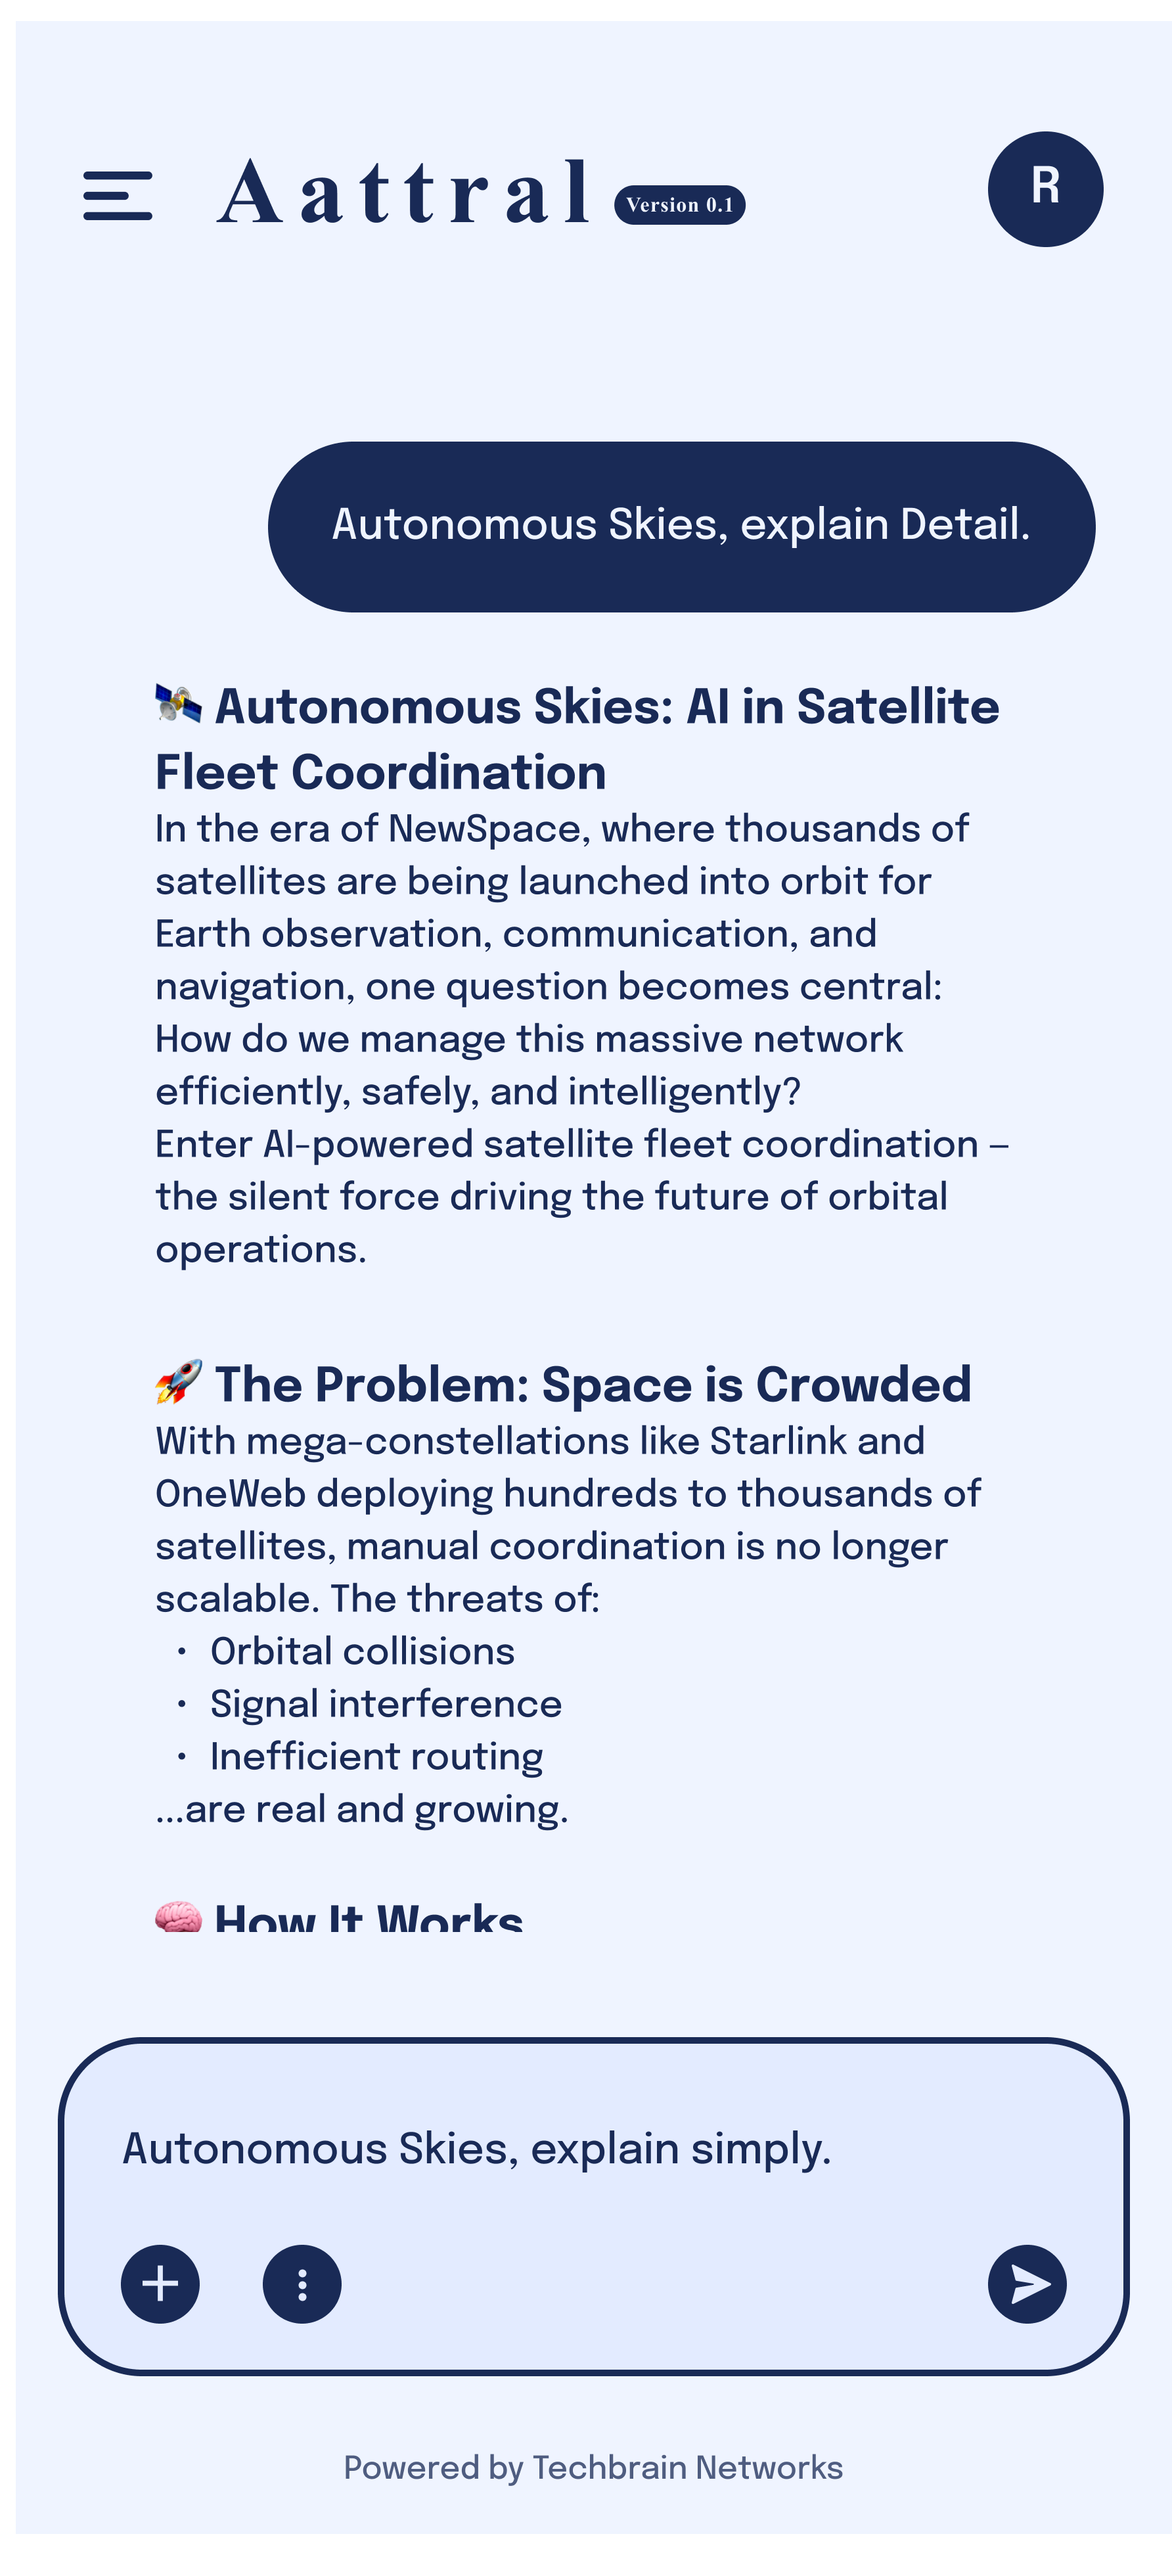 Aattral Version 0.1
R
Autonomous Skies, explain Detail.
🛰️ Autonomous Skies: AI in Satellite
Fleet Coordination
In the era of NewSpace, where thousands of
satellites are being launched into orbit for
Earth observation, communication, and
navigation, one question becomes central:
How do we manage this massive network
efficiently, safely, and intelligently?
Enter AI-powered satellite fleet coordination –
the silent force driving the future of orbital
operations.
🚀 The Problem: Space is Crowded
With mega-constellations like Starlink and
OneWeb deploying hundreds to thousands of
satellites, manual coordination is no longer
scalable. The threats of:
• Orbital collisions
• Signal interference
• Inefficient routing
...are real and growing.
🧠 How It Works
Autonomous Skies, explain simply.
Powered by Techbrain Networks